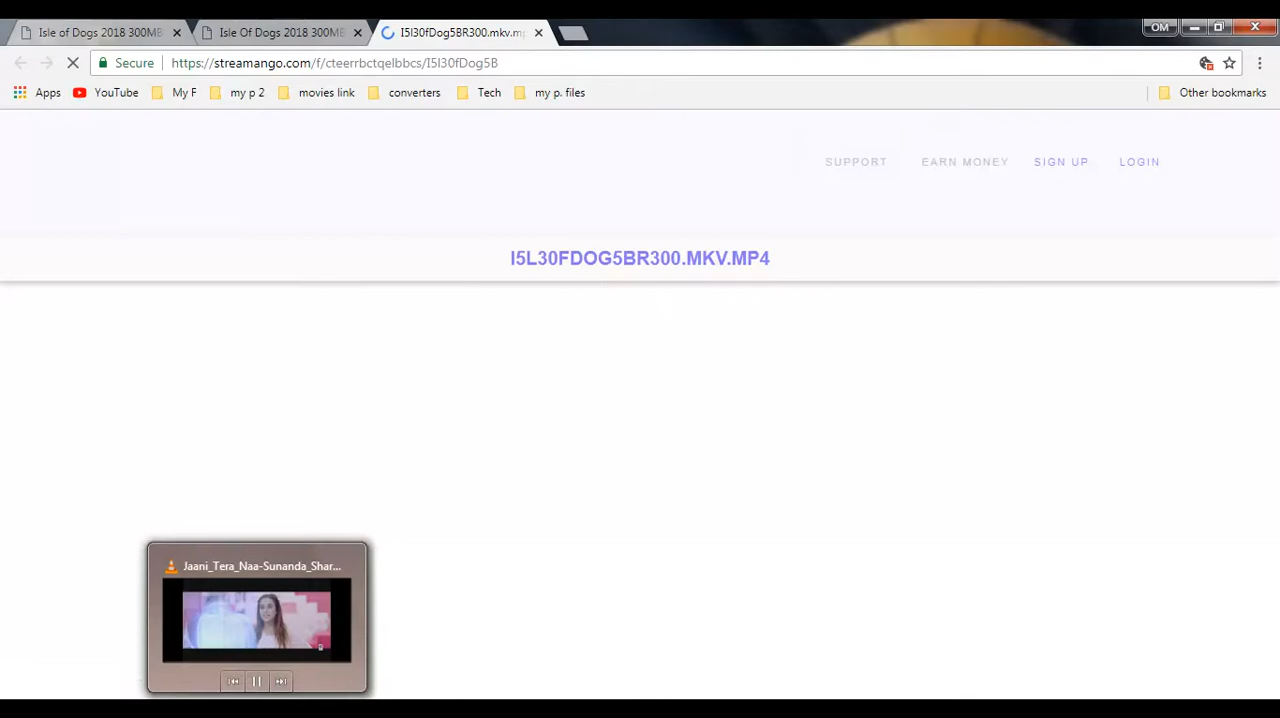 Isle of Dogs 2018 300MB
Isle Of Dogs 2018 300MB
I5l30fDog5BR300.mkv.mp
OM
Secure
https://streamango.com/f/cteerrbctqelbbcs/I5l30fDog5B
Apps
YouTube
My F
my p 2
movies link
converters
Tech
my p. files
Other bookmarks
SUPPORT
EARN MONEY
SIGN UP
LOGIN
I5L30FDOG5BR300.MKV.MP4
Jaani_Tera_Naa-Sunanda_Shar...